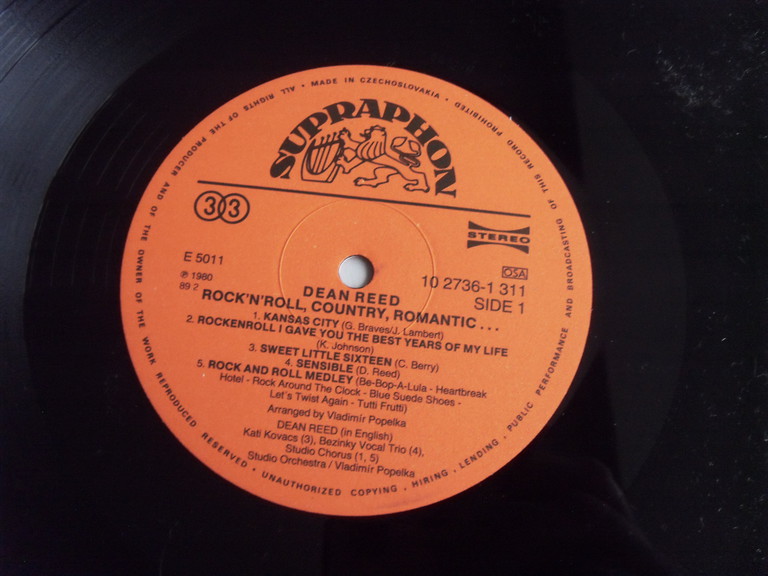 • MADE IN CZECHOSLOVAKIA • ALL RIGHTS OF THE PRODUCER AND OF THE OWNER OF THE WORK REPRODUCED RESERVED • UNAUTHORIZED COPYING • HIRING • LENDING • PUBLIC PERFORMANCE AND BROADCASTING OF THIS RECORD PROHIBITED
SUPRAPHON
33
STEREO
E 5011
℗ 1980
89 2
OSA
10 2736-1 311
SIDE 1
DEAN REED
ROCK'N'ROLL, COUNTRY, ROMANTIC...
1. KANSAS CITY (G. Braves/J. Lambert)
2. ROCKENROLL I GAVE YOU THE BEST YEARS OF MY LIFE
(K. Johnson)
3. SWEET LITTLE SIXTEEN (C. Berry)
4. SENSIBLE (D. Reed)
5. ROCK AND ROLL MEDLEY (Be-Bop-A-Lula - Heartbreak
Hotel - Rock Around The Clock - Blue Suede Shoes -
Let's Twist Again - Tutti Frutti)
Arranged by Vladimír Popelka
DEAN REED (in English)
Kati Kovacs (3), Bezinky Vocal Trio (4),
Studio Chorus (1, 5)
Studio Orchestra / Vladimír Popelka